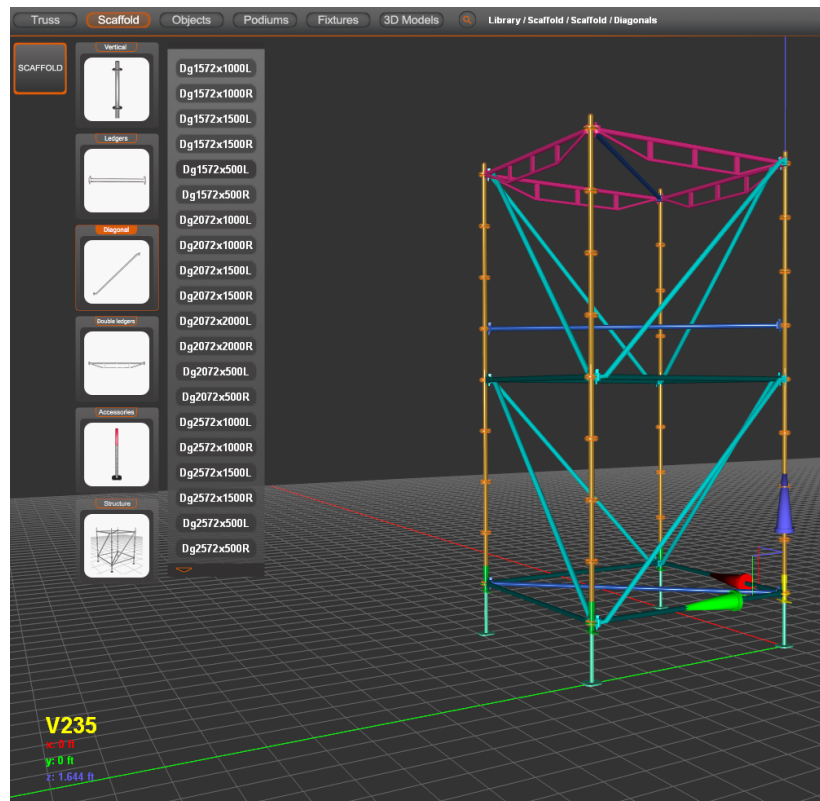 Truss Scaffold Objects Podiums Fixtures 3D Models Library / Scaffold / Scaffold / Diagonals
SCAFFOLD
Vertical
Ledgers
Diagonal
Double ledgers
Accessories
Structure
Dg1572x1000L
Dg1572x1000R
Dg1572x1500L
Dg1572x1500R
Dg1572x500L
Dg1572x500R
Dg2072x1000L
Dg2072x1000R
Dg2072x1500L
Dg2072x1500R
Dg2072x2000L
Dg2072x2000R
Dg2072x500L
Dg2072x500R
Dg2572x1000L
Dg2572x1000R
Dg2572x1500L
Dg2572x1500R
Dg2572x500L
Dg2572x500R
V235
x: 0 ft
y: 0 ft
z: 1.644 ft